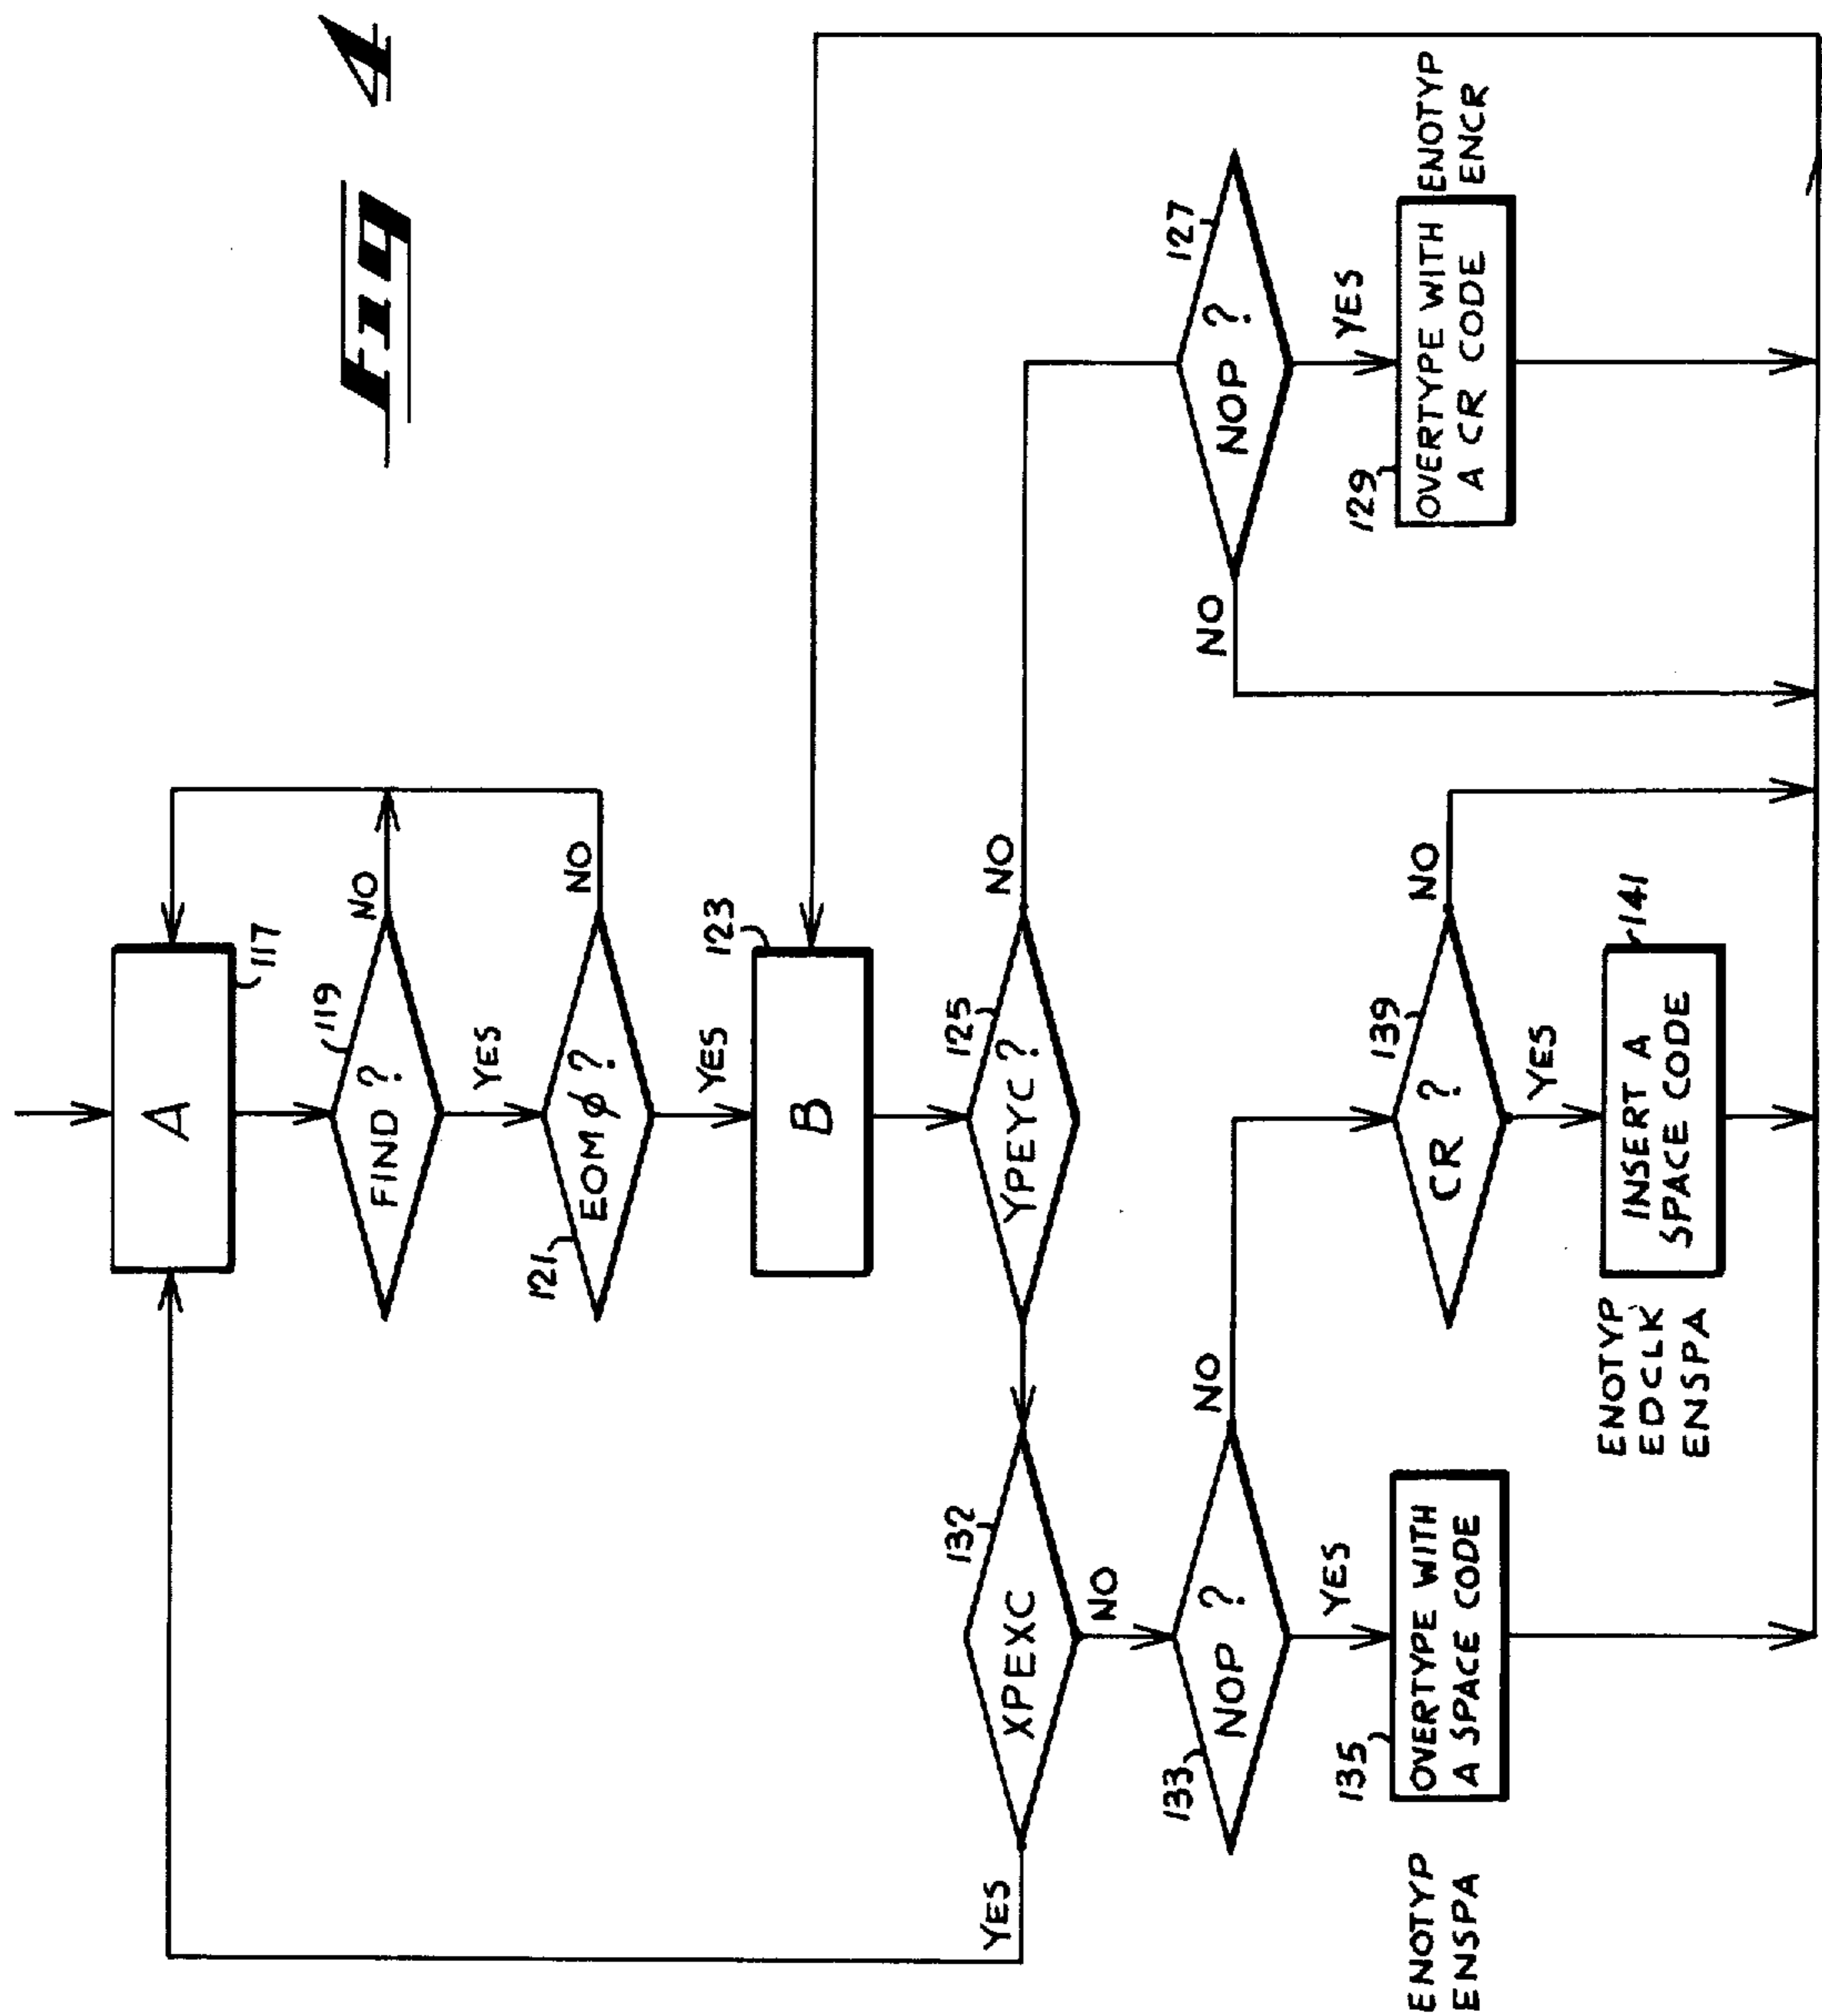 Fig 4
A
117
119
FIND ?
NO
YES
121
EOMϕ ?
NO
YES
123
B
125
YPEYC ?
NO
132
XPEXC
YES
NO
133
NOP ?
NO
YES
135
OVERTYPE WITH
A SPACE CODE
ENOTYP
ENSPA
139
CR ?
NO
YES
141
INSERT A
SPACE CODE
ENOTYP
EDCLK
ENSPA
127
NOP ?
NO
YES
129
OVERTYPE WITH
A CR CODE
ENOTYP
ENCR